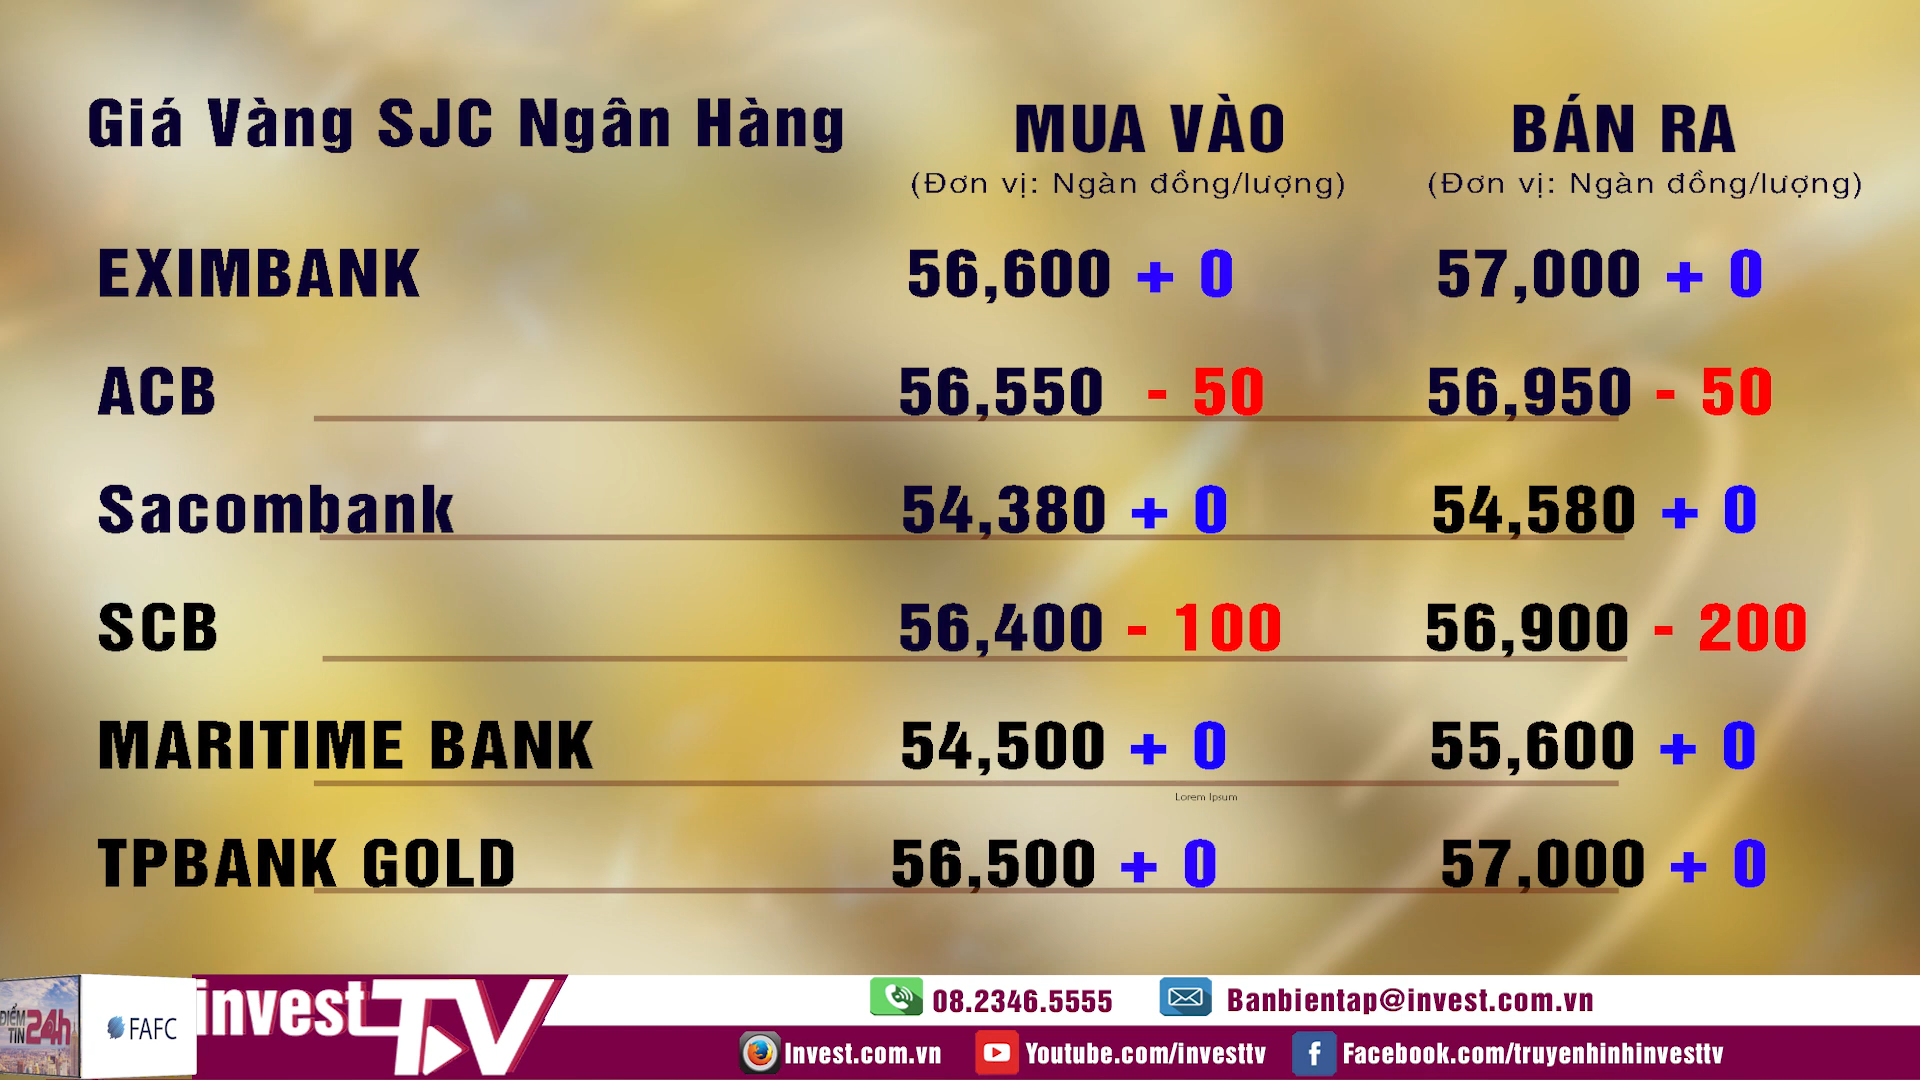 Giá Vàng SJC Ngân Hàng MUA VÀO BÁN RA
(Đơn vị: Ngàn đồng/lượng) (Đơn vị: Ngàn đồng/lượng)
EXIMBANK 56,600 + 0 57,000 + 0
ACB 56,550 - 50 56,950 - 50
Sacombank 54,380 + 0 54,580 + 0
SCB 56,400 - 100 56,900 - 200
MARITIME BANK 54,500 + 0 55,600 + 0
Lorem Ipsum
TPBANK GOLD 56,500 + 0 57,000 + 0
ĐIỂM TIN 24h FAFC investTV
08.2346.5555 Banbientap@invest.com.vn
Invest.com.vn Youtube.com/investtv Facebook.com/truyenhinhinvesttv